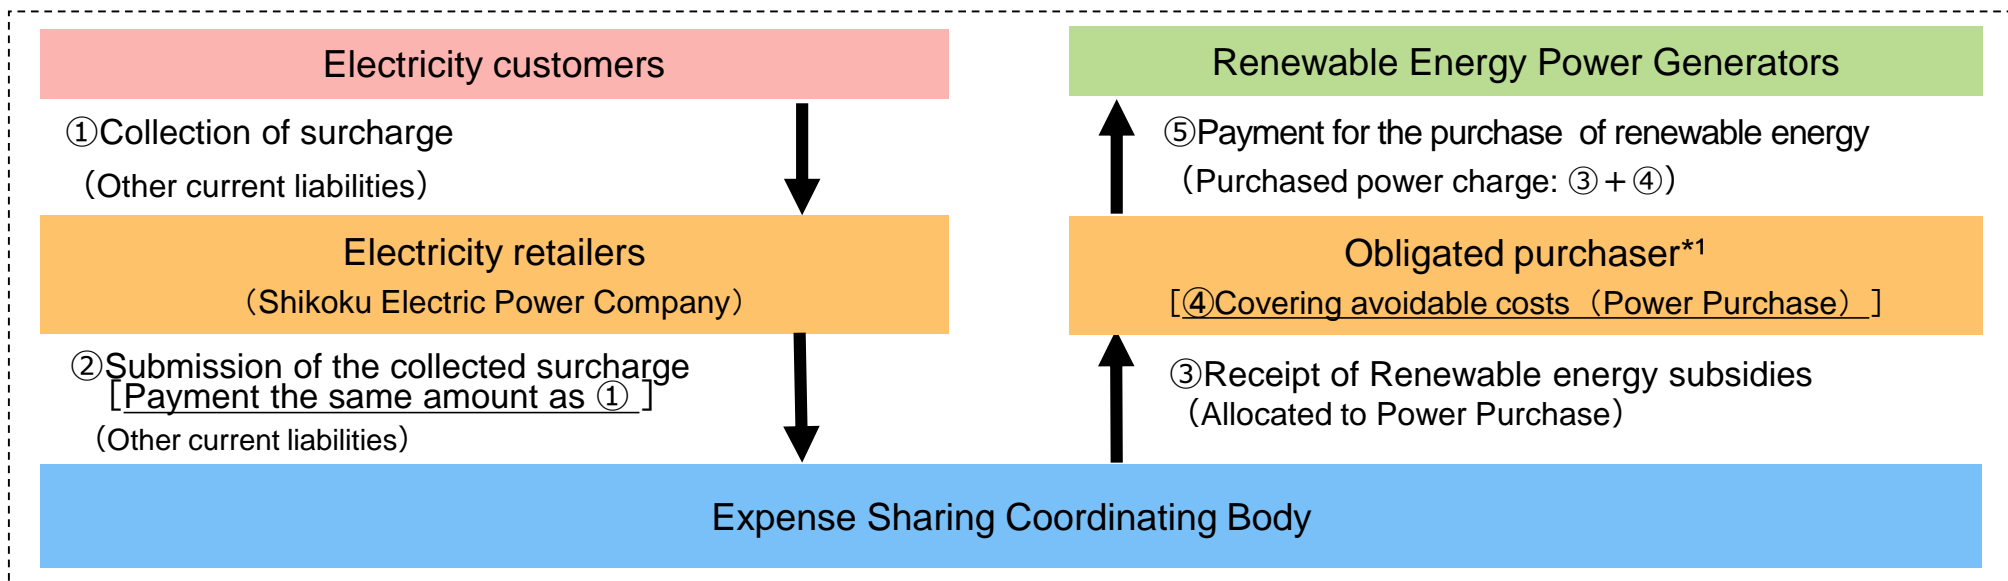 Electricity customers
①Collection of surcharge
（Other current liabilities）
Electricity retailers
（Shikoku Electric Power Company）
②Submission of the collected surcharge
［Payment the same amount as ① ］
（Other current liabilities）
Renewable Energy Power Generators
⑤Payment for the purchase of renewable energy
（Purchased power charge: ③＋④）
Obligated purchaser*¹
［④Covering avoidable costs（Power Purchase） ］
③Receipt of Renewable energy subsidies
（Allocated to Power Purchase）
Expense Sharing Coordinating Body